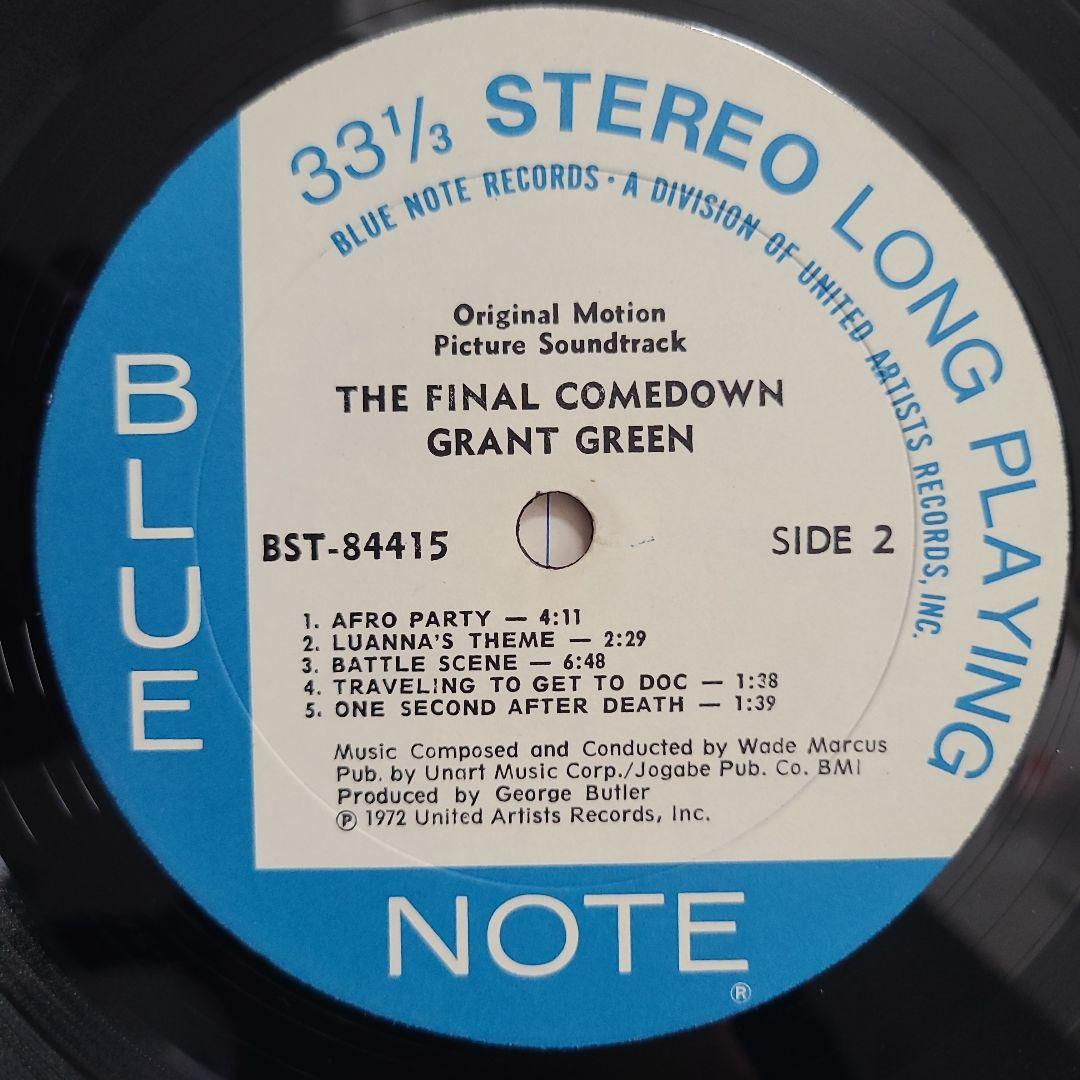 33⅓ STEREO LONG PLAYING
BLUE NOTE RECORDS · A DIVISION OF UNITED ARTISTS RECORDS, INC.
Original Motion
Picture Soundtrack
THE FINAL COMEDOWN
GRANT GREEN
BST-84415
SIDE 2
1. AFRO PARTY — 4:11
2. LUANNA'S THEME — 2:29
3. BATTLE SCENE — 6:48
4. TRAVELING TO GET TO DOC — 1:38
5. ONE SECOND AFTER DEATH — 1:39
Music Composed and Conducted by Wade Marcus
Pub. by Unart Music Corp./Jogabe Pub. Co. BMI
Produced by George Butler
℗ 1972 United Artists Records, Inc.
BLUE
NOTE
®